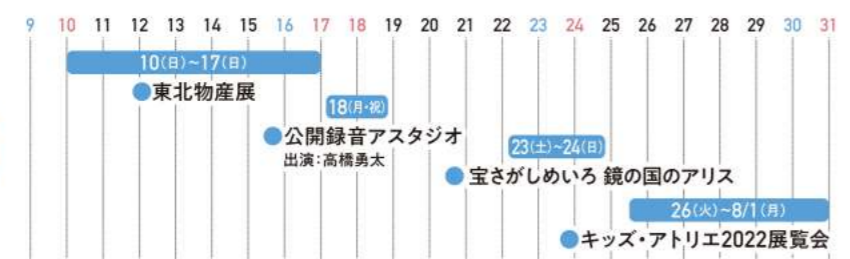 9 10 11 12 13 14 15 16 17 18 19 20 21 22 23 24 25 26 27 28 29 30 31
10(日)~17(日)
東北物産展
18(月・祝)
公開録音アスタジオ
出演:高橋勇太
23(土)~24(日)
宝さがしめいろ 鏡の国のアリス
26(火)~8/1(月)
キッズ・アトリエ2022展覧会